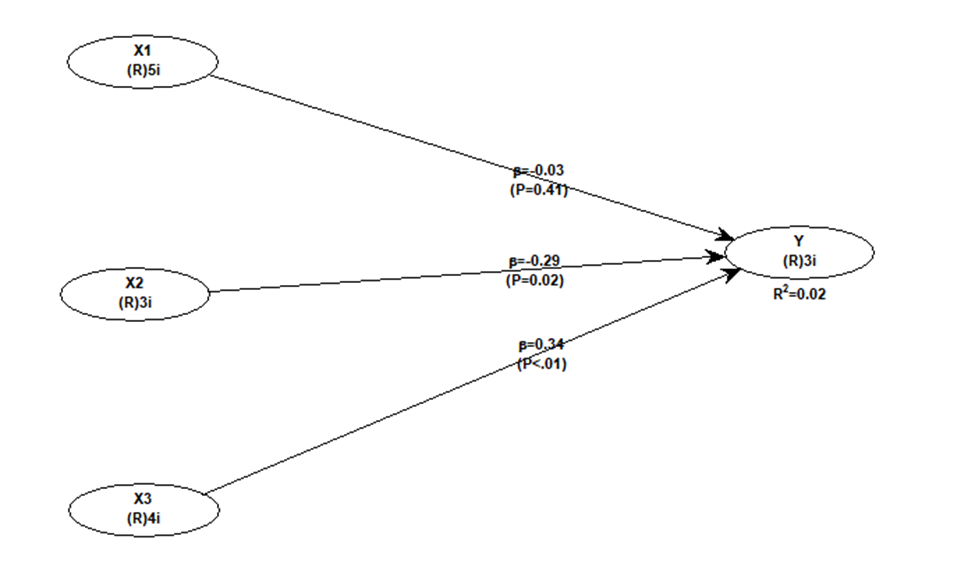 X1
(R)5i
β=-0.03
(P=0.41)
Y
(R)3i
R²=0.02
β=-0.29
(P=0.02)
X2
(R)3i
β=0.34
(P<.01)
X3
(R)4i